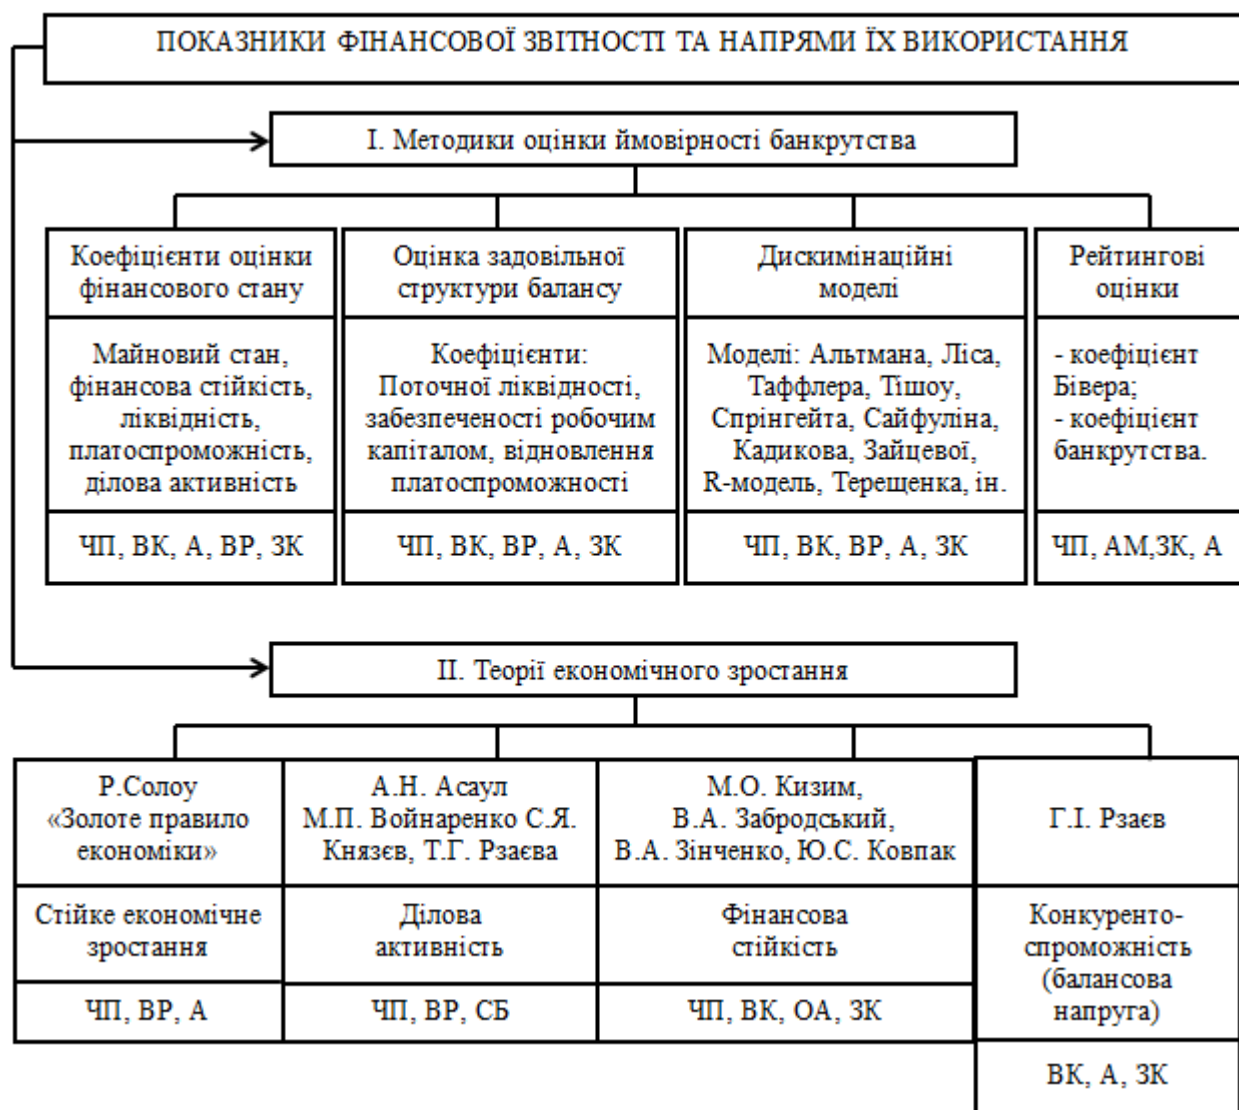 ПОКАЗНИКИ ФІНАНСОВОЇ ЗВІТНОСТІ ТА НАПРЯМИ ЇХ ВИКОРИСТАННЯ
І. Методики оцінки ймовірності банкрутства
Коефіцієнти оцінки
фінансового стану
Майновий стан,
фінансова стійкість,
ліквідність,
платоспроможність,
ділова активність
ЧП, ВК, А, ВР, ЗК
Оцінка задовільної
структури балансу
Коефіцієнти:
Поточної ліквідності,
забезпеченості робочим
капіталом, відновлення
платоспроможності
ЧП, ВК, ВР, А, ЗК
Дискимінаційні
моделі
Моделі: Альтмана, Ліса,
Таффлера, Тішоу,
Спрінгейта, Сайфуліна,
Кадикова, Зайцевої,
R-модель, Терещенка, ін.
ЧП, ВК, ВР, А, ЗК
Рейтингові
оцінки
- коефіцієнт
Бівера;
- коефіцієнт
банкрутства.
ЧП, АМ,ЗК, А
ІІ. Теорії економічного зростання
Р.Солоу
«Золоте правило
економіки»
Стійке економічне
зростання
ЧП, ВР, А
А.Н. Асаул
М.П. Войнаренко С.Я.
Князєв, Т.Г. Рзаєва
Ділова
активність
ЧП, ВР, СБ
М.О. Кизим,
В.А. Забродський,
В.А. Зінченко, Ю.С. Ковпак
Фінансова
стійкість
ЧП, ВК, ОА, ЗК
Г.І. Рзаєв
Конкуренто-
спроможність
(балансова
напруга)
ВК, А, ЗК